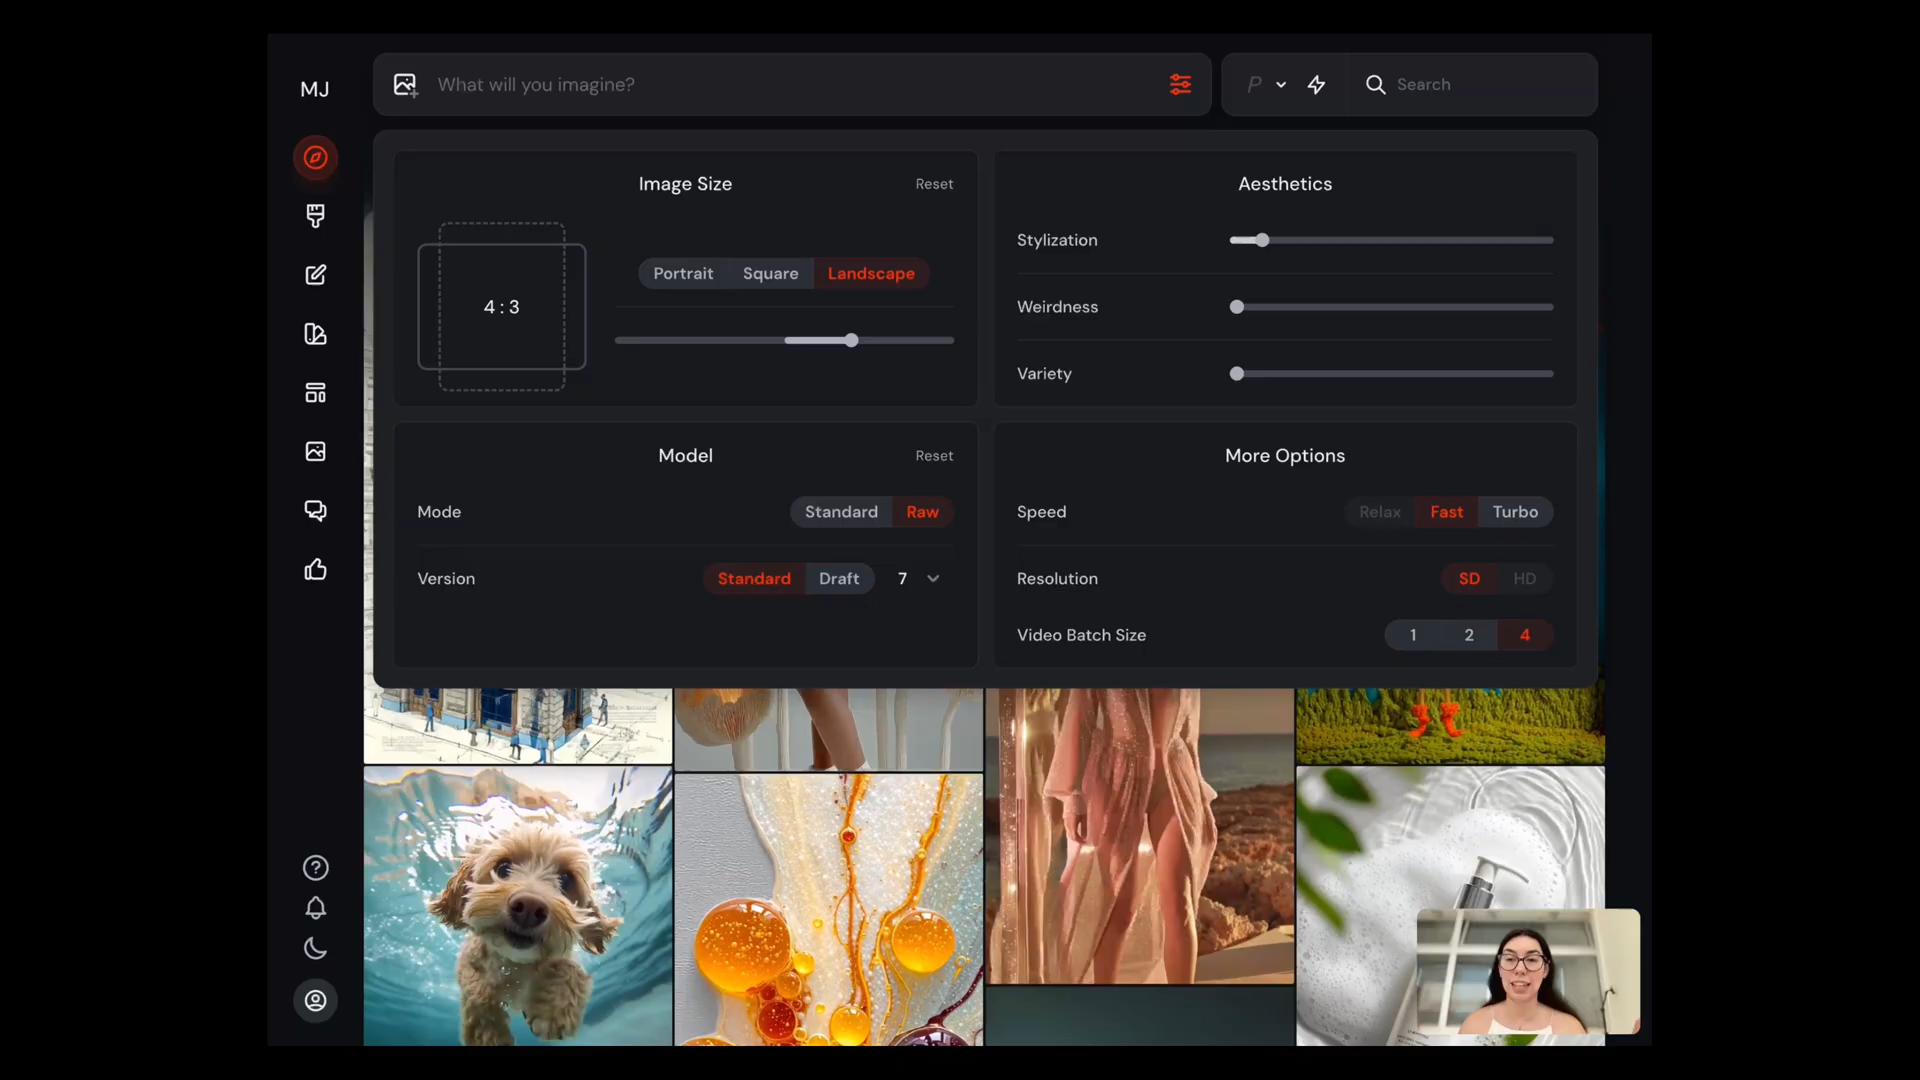 MJ
What will you imagine?
P
Search
Image Size
Reset
4 : 3
Portrait
Square
Landscape
Aesthetics
Stylization
Weirdness
Variety
Model
Reset
Mode
Standard
Raw
Version
Standard
Draft
7
More Options
Speed
Relax
Fast
Turbo
Resolution
SD
HD
Video Batch Size
1
2
4